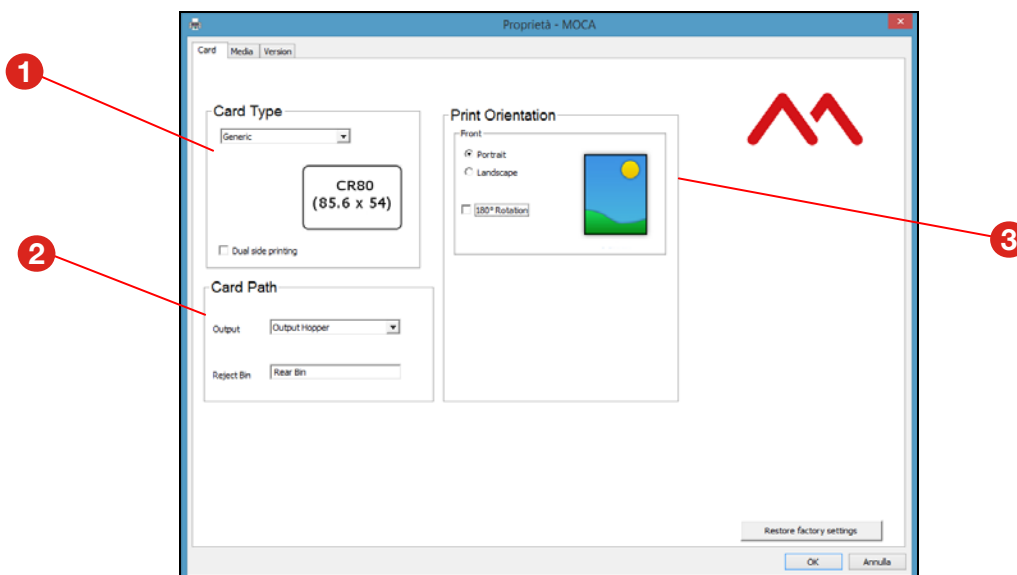 Proprietà - MOCA
Card Media Version
1
Card Type
Generic
CR80
(85.6 x 54)
Dual side printing
2
Card Path
Output Output Hopper
Reject Bin Rear Bin
Print Orientation
Front
Portrait
Landscape
180° Rotation
3
Restore factory settings
OK Annulla